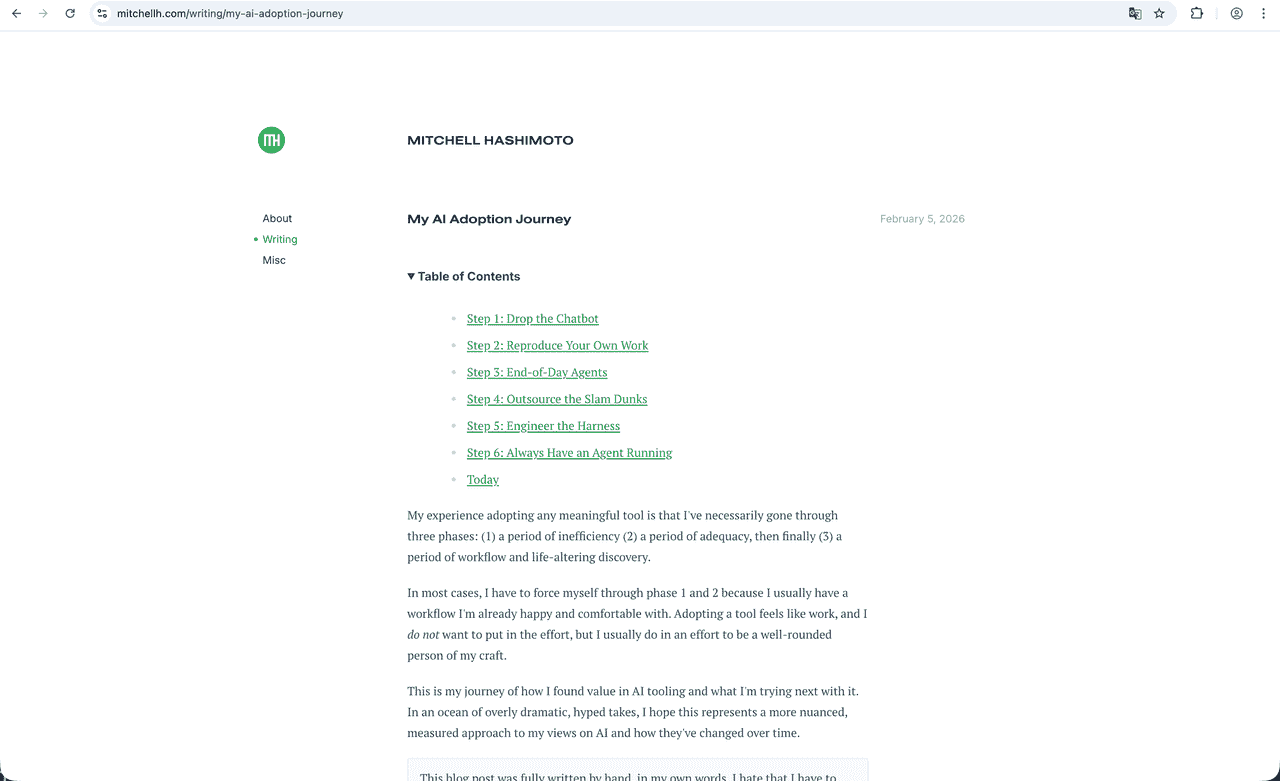 mitchellh.com/writing/my-ai-adoption-journey
MH
MITCHELL HASHIMOTO
About
Writing
Misc
My AI Adoption Journey
February 5, 2026
Table of Contents
Step 1: Drop the Chatbot
Step 2: Reproduce Your Own Work
Step 3: End-of-Day Agents
Step 4: Outsource the Slam Dunks
Step 5: Engineer the Harness
Step 6: Always Have an Agent Running
Today
My experience adopting any meaningful tool is that I've necessarily gone through
three phases: (1) a period of inefficiency (2) a period of adequacy, then finally (3) a
period of workflow and life-altering discovery.
In most cases, I have to force myself through phase 1 and 2 because I usually have a
workflow I'm already happy and comfortable with. Adopting a tool feels like work, and I
do not want to put in the effort, but I usually do in an effort to be a well-rounded
person of my craft.
This is my journey of how I found value in AI tooling and what I'm trying next with it.
In an ocean of overly dramatic, hyped takes, I hope this represents a more nuanced,
measured approach to my views on AI and how they've changed over time.
This blog post was fully written by hand, in my own words. I hate that I have to